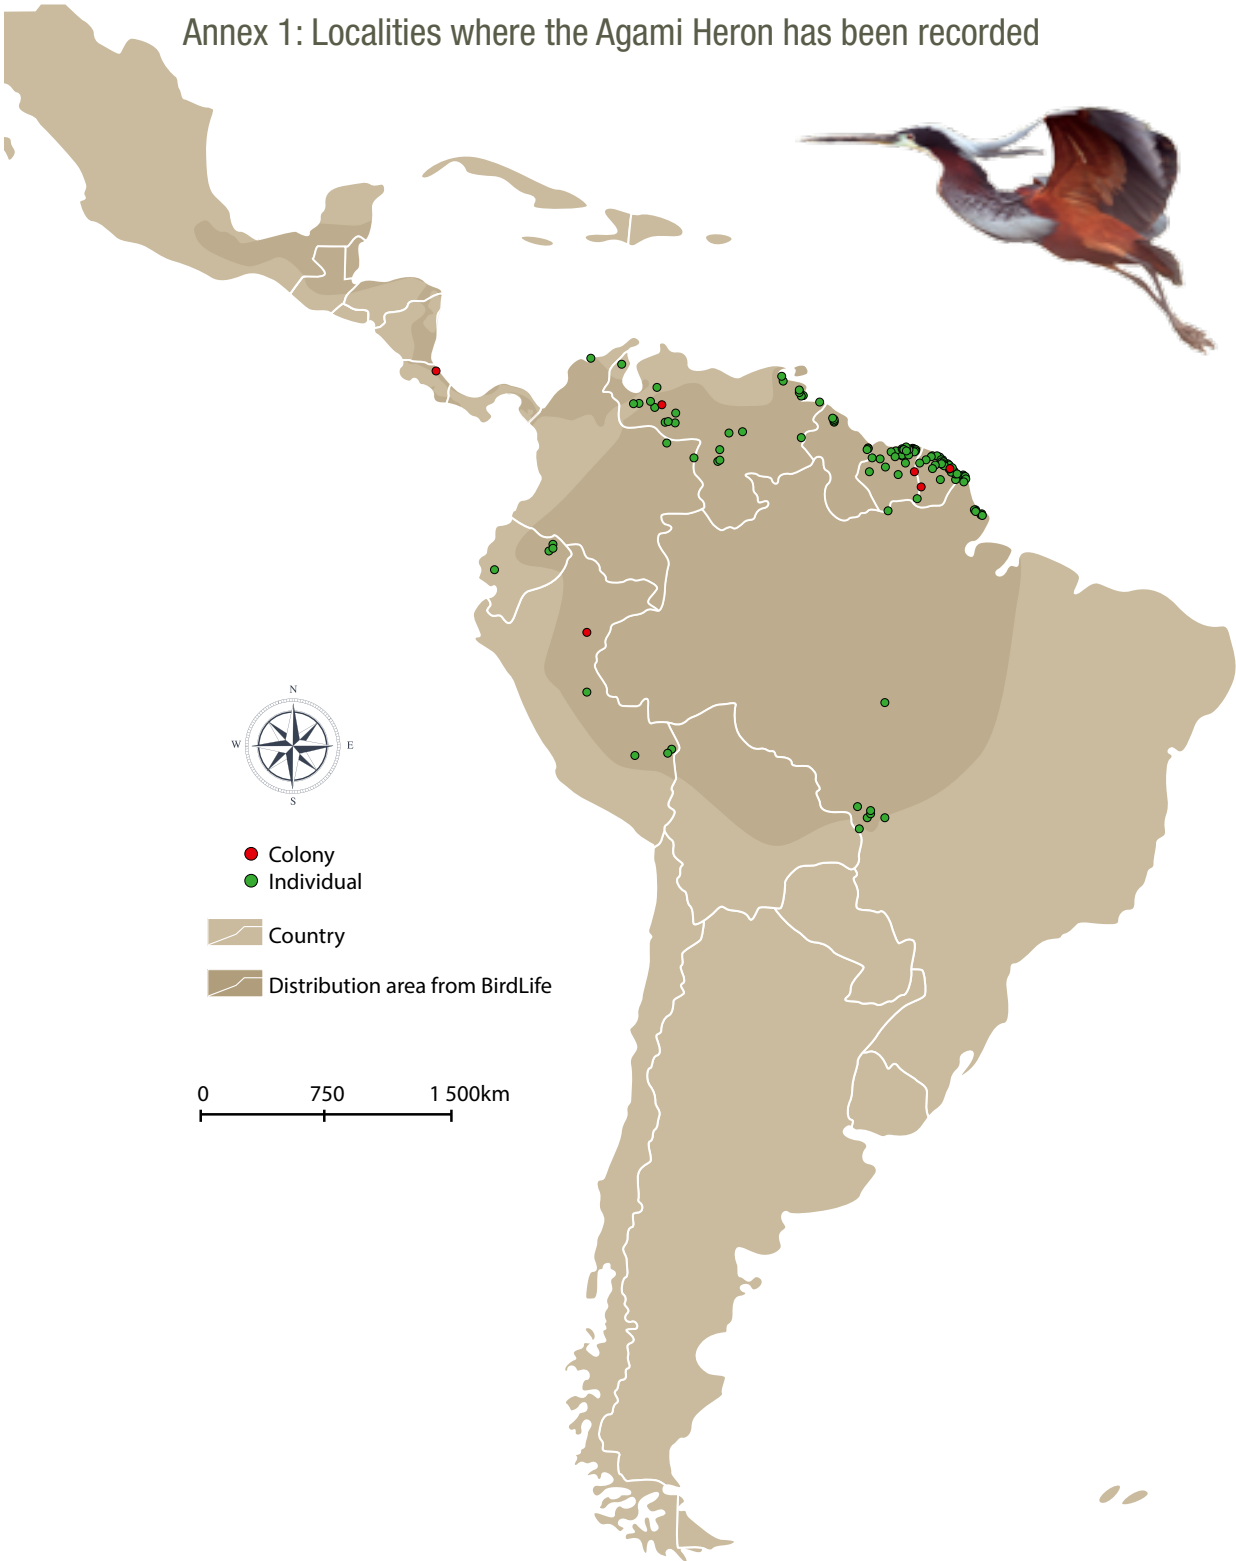 Annex 1: Localities where the Agami Heron has been recorded
N
W E
S
Colony
Individual
Country
Distribution area from BirdLife
0 750 1 500km